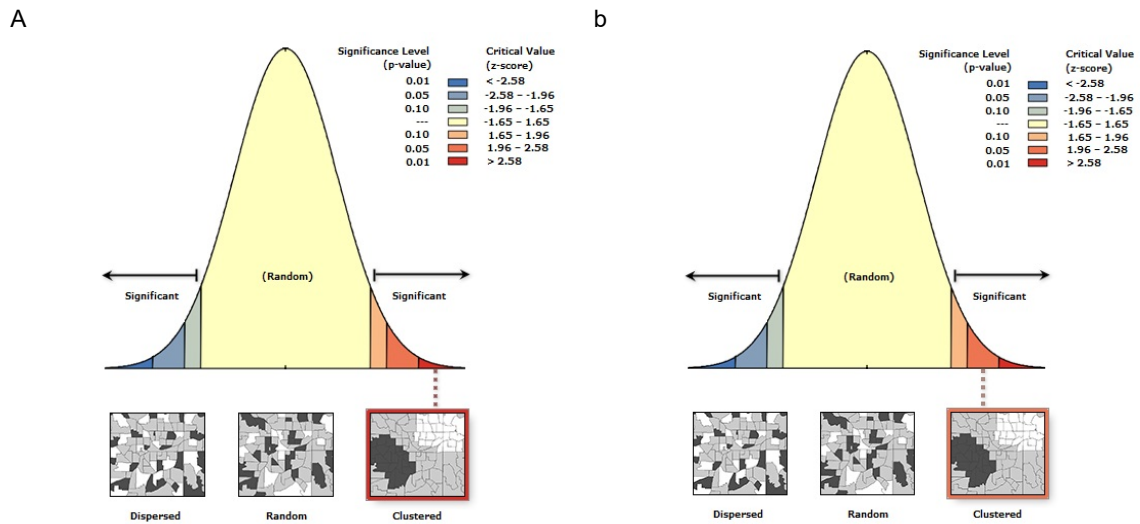 A
Significance Level Critical Value
(p-value) (z-score)
0.01 < -2.58
0.05 -2.58 – -1.96
0.10 -1.96 – -1.65
--- -1.65 – 1.65
0.10 1.65 – 1.96
0.05 1.96 – 2.58
0.01 > 2.58
(Random)
Significant Significant
Dispersed Random Clustered
b
Significance Level Critical Value
(p-value) (z-score)
0.01 < -2.58
0.05 -2.58 – -1.96
0.10 -1.96 – -1.65
--- -1.65 – 1.65
0.10 1.65 – 1.96
0.05 1.96 – 2.58
0.01 > 2.58
(Random)
Significant Significant
Dispersed Random Clustered